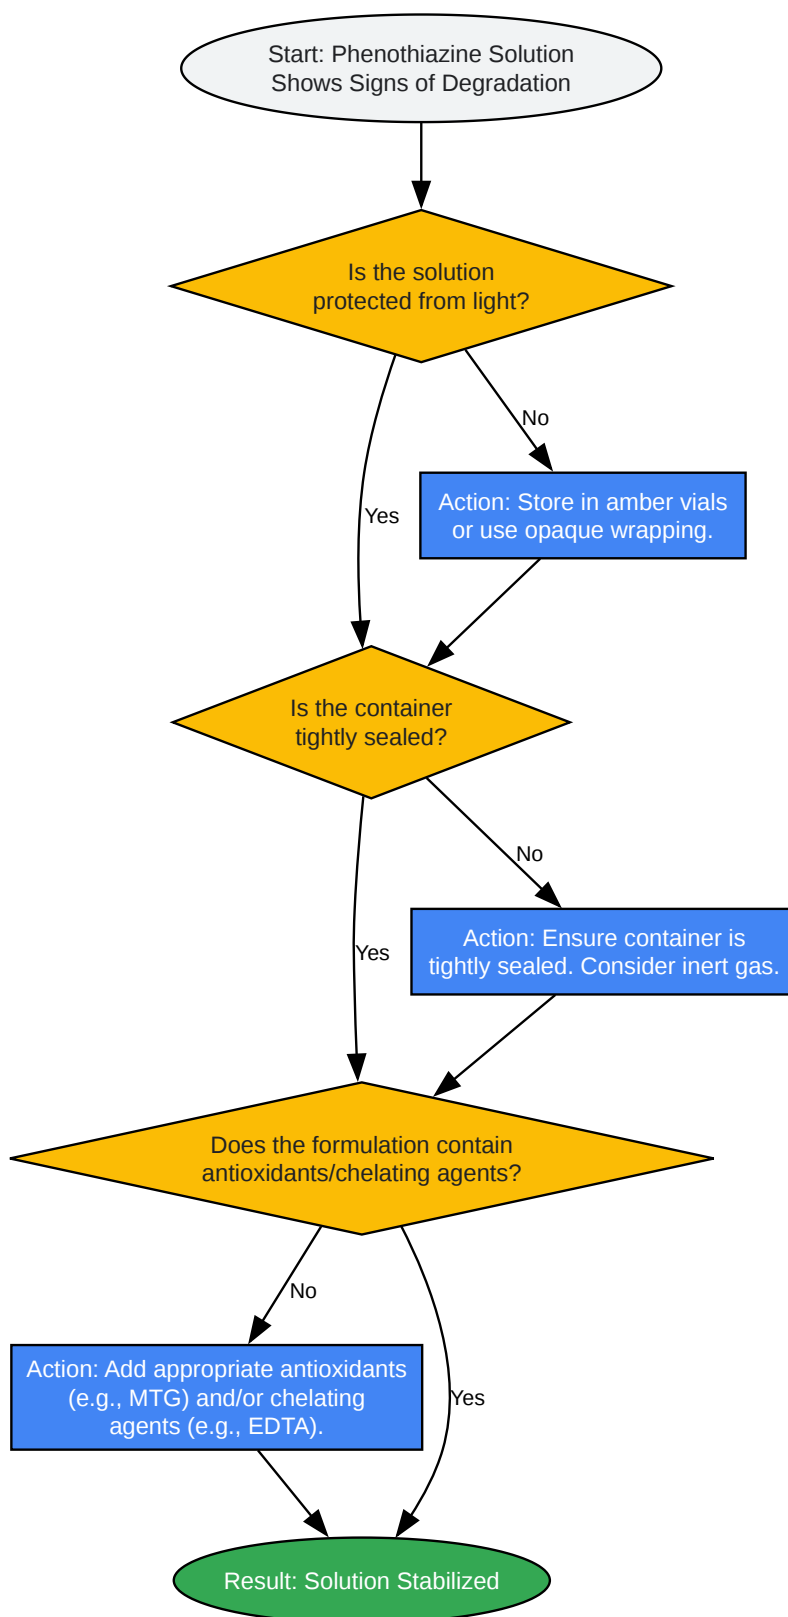 Start: Phenothiazine Solution
Shows Signs of Degradation
Is the solution
protected from light?
No
Yes
Action: Store in amber vials
or use opaque wrapping.
Is the container
tightly sealed?
No
Yes
Action: Ensure container is
tightly sealed. Consider inert gas.
Does the formulation contain
antioxidants/chelating agents?
No
Yes
Action: Add appropriate antioxidants
(e.g., MTG) and/or chelating
agents (e.g., EDTA).
Result: Solution Stabilized